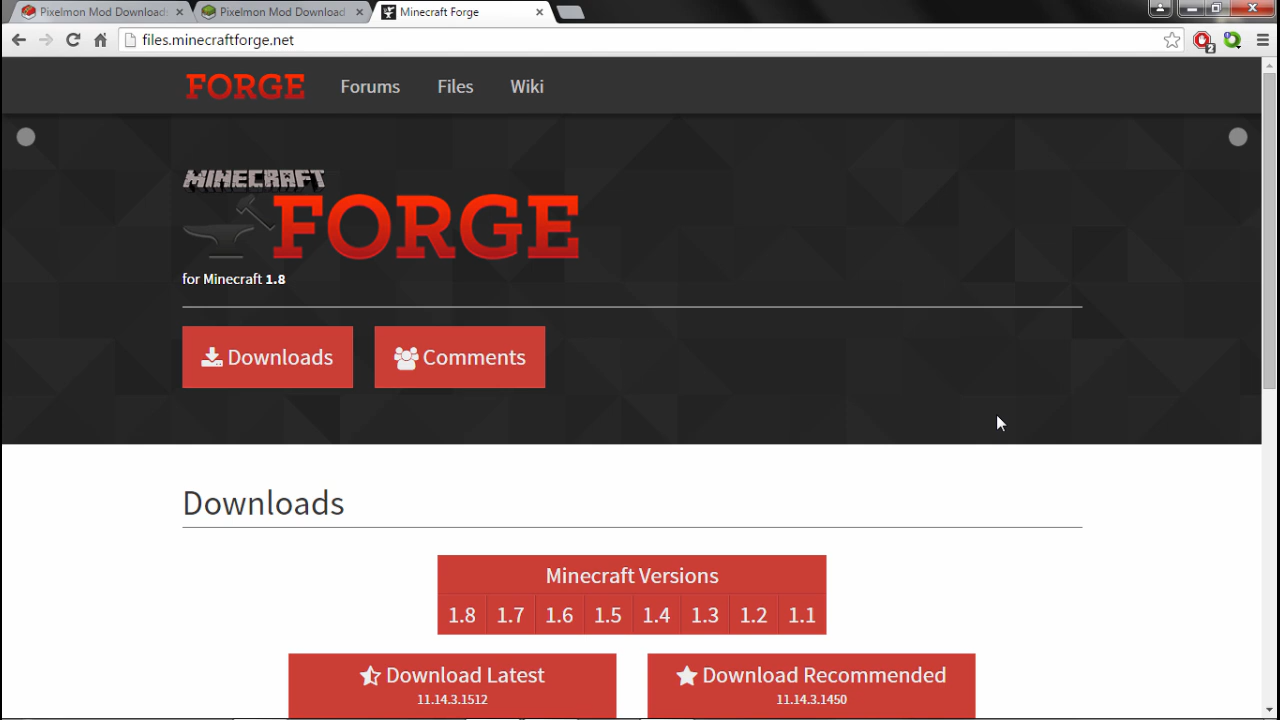 Pixelmon Mod Downloads
Pixelmon Mod Download
Minecraft Forge
files.minecraftforge.net
2
FORGE
Forums
Files
Wiki
MINECRAFT
FORGE
for Minecraft 1.8
Downloads
Comments
Downloads
Minecraft Versions
1.8 1.7 1.6 1.5 1.4 1.3 1.2 1.1
Download Latest
11.14.3.1512
Download Recommended
11.14.3.1450